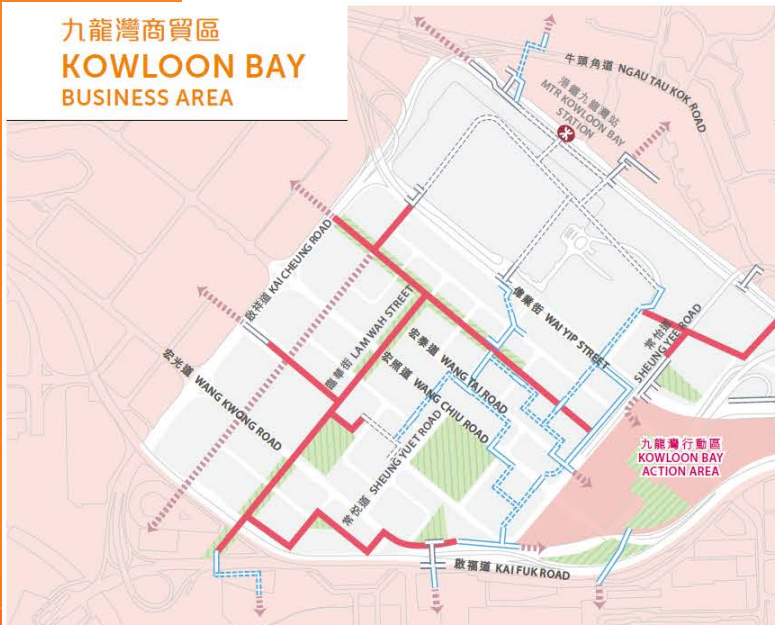 九龍灣商貿區
KOWLOON BAY
BUSINESS AREA
牛頭角道 NGAU TAU KOK ROAD
港鐵九龍灣站
MTR KOWLOON BAY
STATION
啟祥道 KAI CHEUNG ROAD
臨華街 LAM WAH STREET
偉業街 WAI YIP STREET
常怡道
SHEUNG YEE ROAD
宏泰道 WANG TAI ROAD
宏照道 WANG CHIU ROAD
宏光道 WANG KWONG ROAD
常悅道 SHEUNG YUET ROAD
九龍灣行動區
KOWLOON BAY
ACTION AREA
啟福道 KAI FUK ROAD